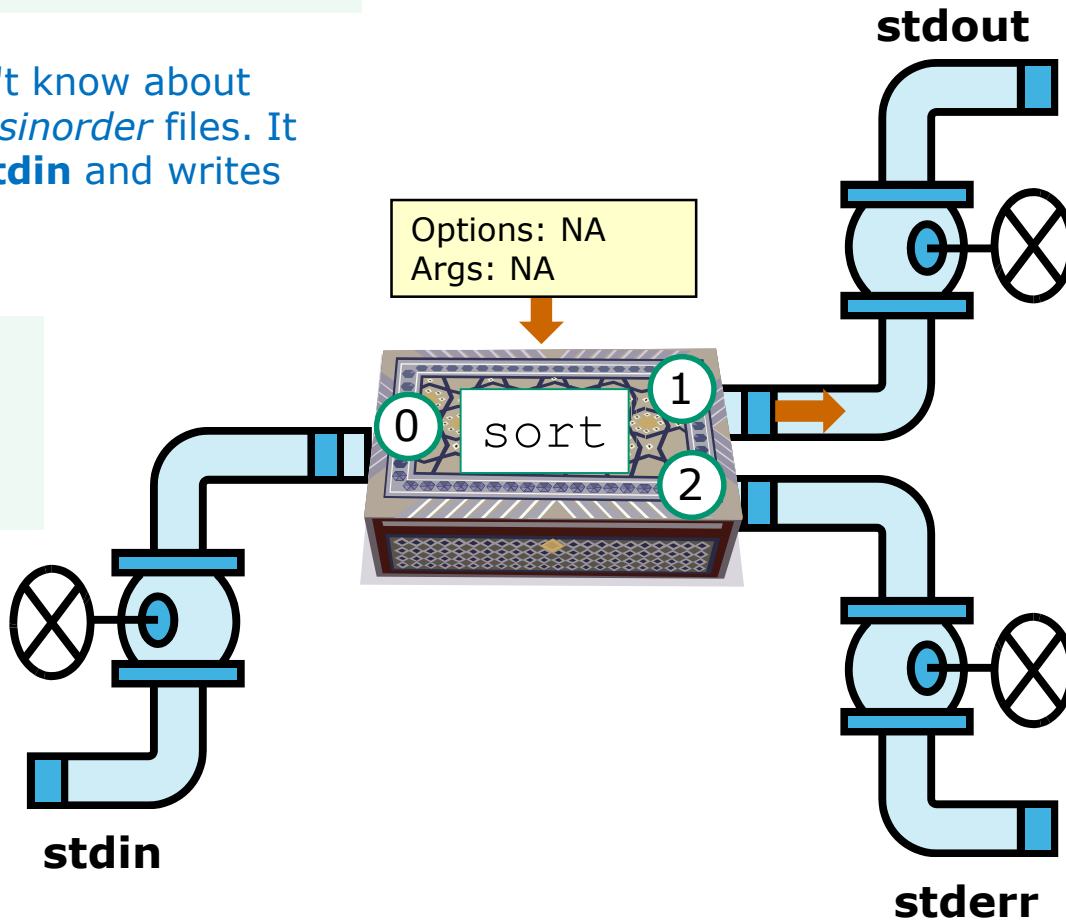 stdout
't know about
sinorder files. It
tdin and writes
Options: NA
Args: NA
0
1
sort
2
stdin
stderr